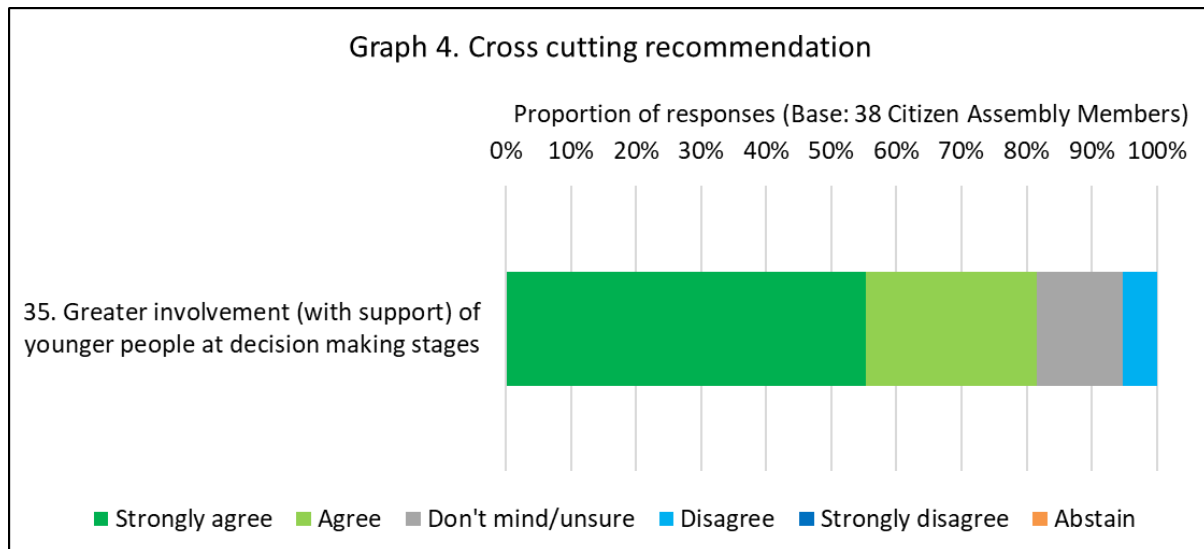 Graph 4. Cross cutting recommendation
Proportion of responses (Base: 38 Citizen Assembly Members)
0% 10% 20% 30% 40% 50% 60% 70% 80% 90% 100%
35. Greater involvement (with support) of
younger people at decision making stages
Strongly agree Agree Don't mind/unsure Disagree Strongly disagree Abstain